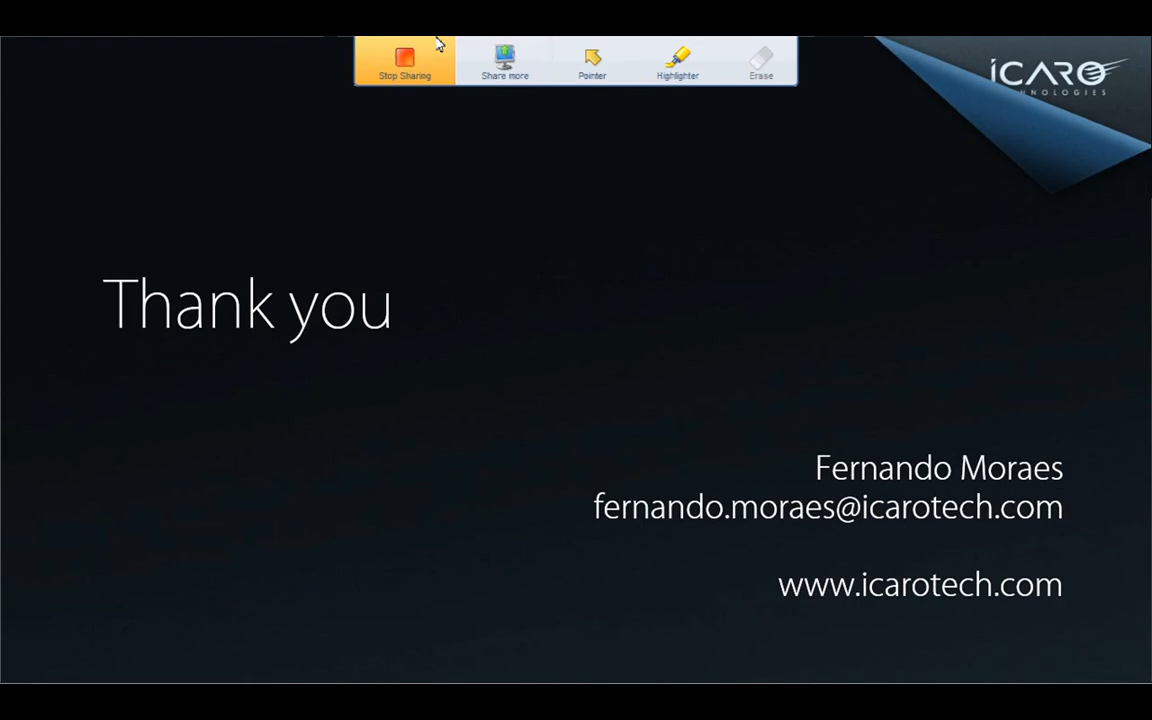 Stop Sharing
Share more
Pointer
Highlighter
Erase
iCARO
Thank you
Fernando Moraes
fernando.moraes@icarotech.com
www.icarotech.com